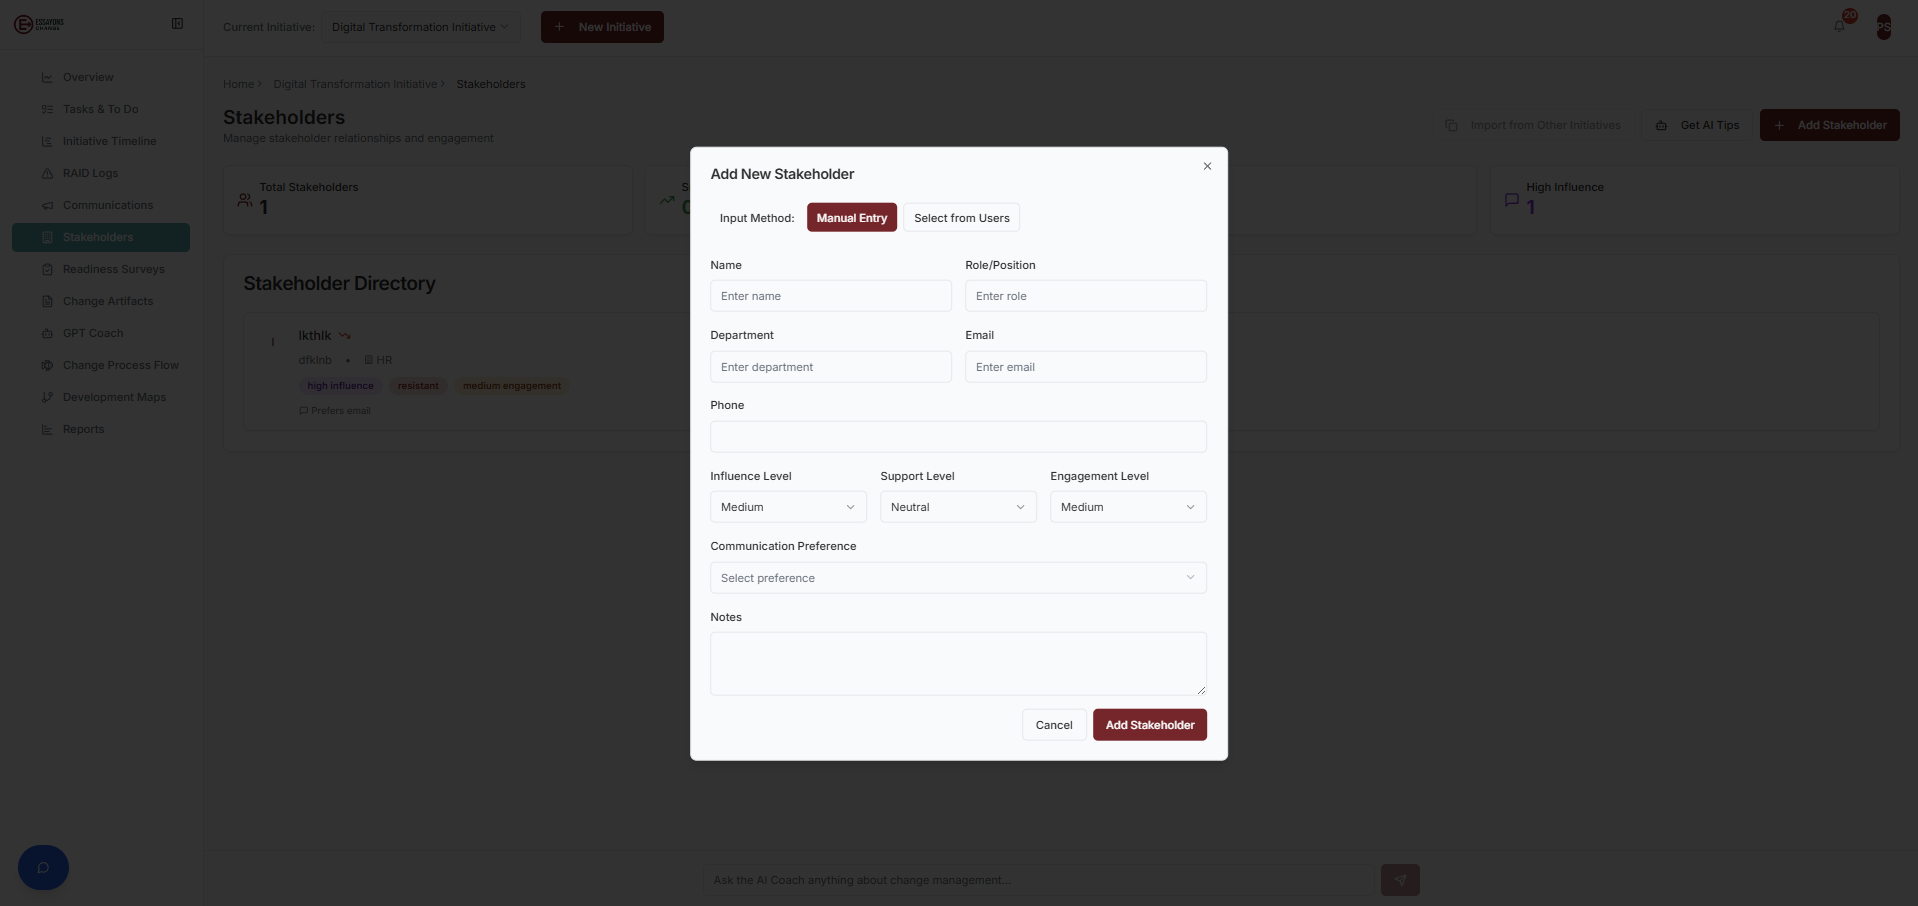 ESSAYONS
CHANGE
Current Initiative:
Digital Transformation Initiative
New Initiative
20
PS
Overview
Tasks & To Do
Initiative Timeline
RAID Logs
Communications
Stakeholders
Readiness Surveys
Change Artifacts
GPT Coach
Change Process Flow
Development Maps
Reports
Home
Digital Transformation Initiative
Stakeholders
Stakeholders
Manage stakeholder relationships and engagement
Import from Other Initiatives
Get AI Tips
Add Stakeholder
Total Stakeholders
1
High Influence
1
Stakeholder Directory
lkthlk
dfklnb • HR
high influence
resistant
medium engagement
Prefers email
Add New Stakeholder
Input Method:
Manual Entry
Select from Users
Name
Role/Position
Enter name
Enter role
Department
Email
Enter department
Enter email
Phone
Influence Level
Support Level
Engagement Level
Medium
Neutral
Medium
Communication Preference
Select preference
Notes
Cancel
Add Stakeholder
Ask the AI Coach anything about change management...